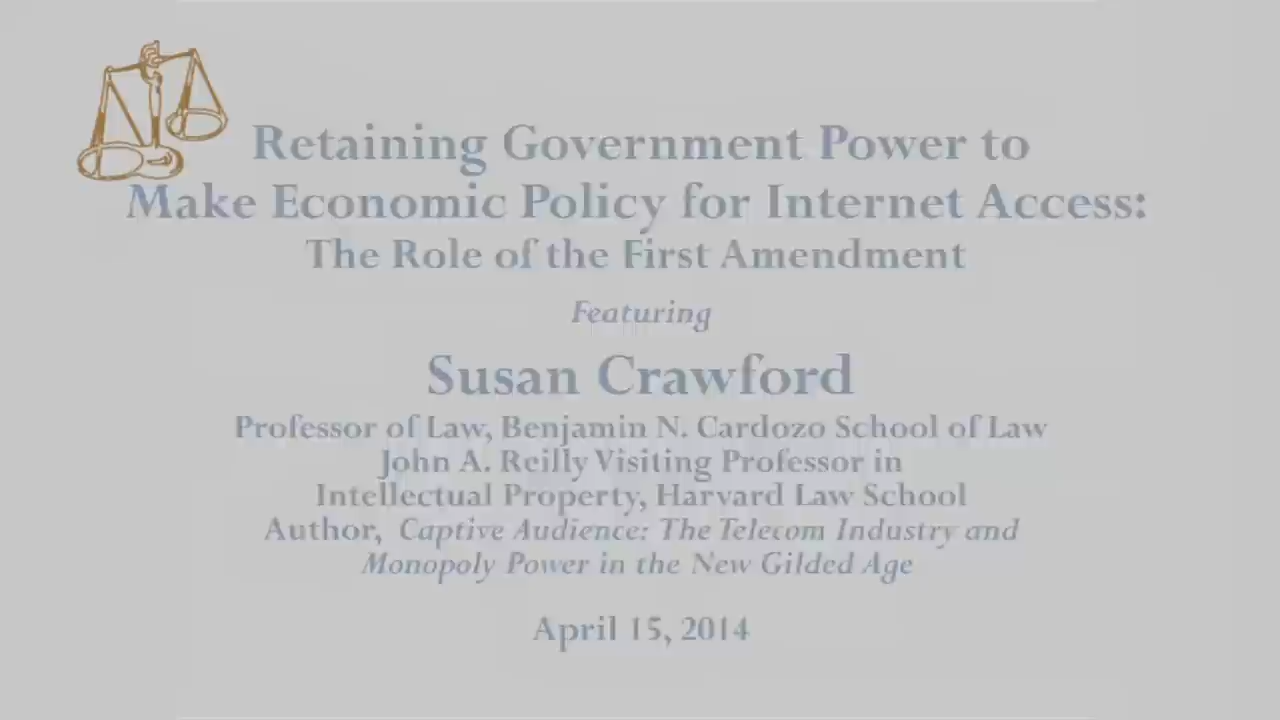 Retaining Government Power to
Make Economic Policy for Internet Access:
The Role of the First Amendment
Featuring
Susan Crawford
Professor of Law, Benjamin N. Cardozo School of Law
John A. Reilly Visiting Professor in
Intellectual Property, Harvard Law School
Author, Captive Audience: The Telecom Industry and
Monopoly Power in the New Gilded Age
April 15, 2014